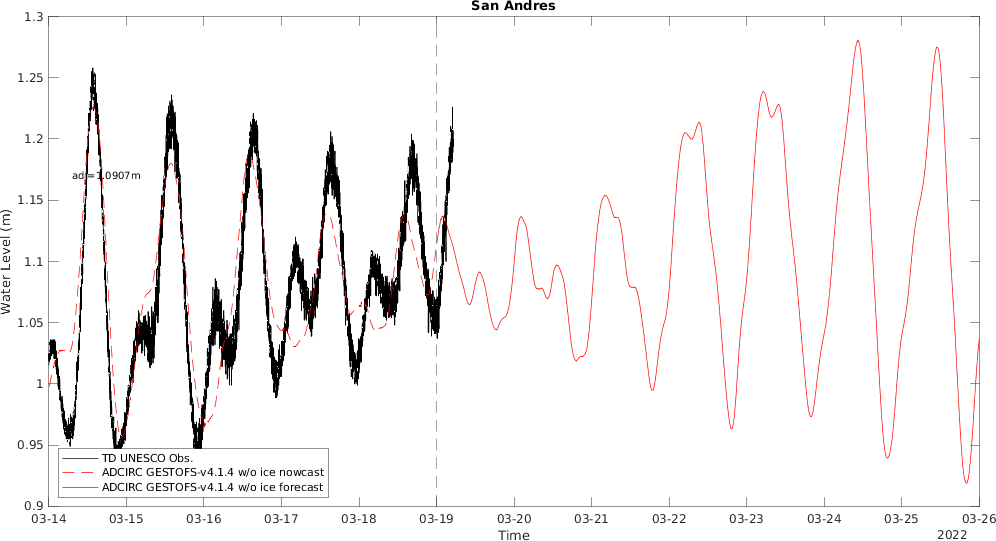 San Andres
1.3
1.25
1.2
1.15
1.1
1.05
1
0.95
0.9
Water Level (m)
adj=1.0907m
TD UNESCO Obs.
ADCIRC GESTOFS-v4.1.4 w/o ice nowcast
ADCIRC GESTOFS-v4.1.4 w/o ice forecast
03-14 03-15 03-16 03-17 03-18 03-19 03-20 03-21 03-22 03-23 03-24 03-25 03-26
Time
2022